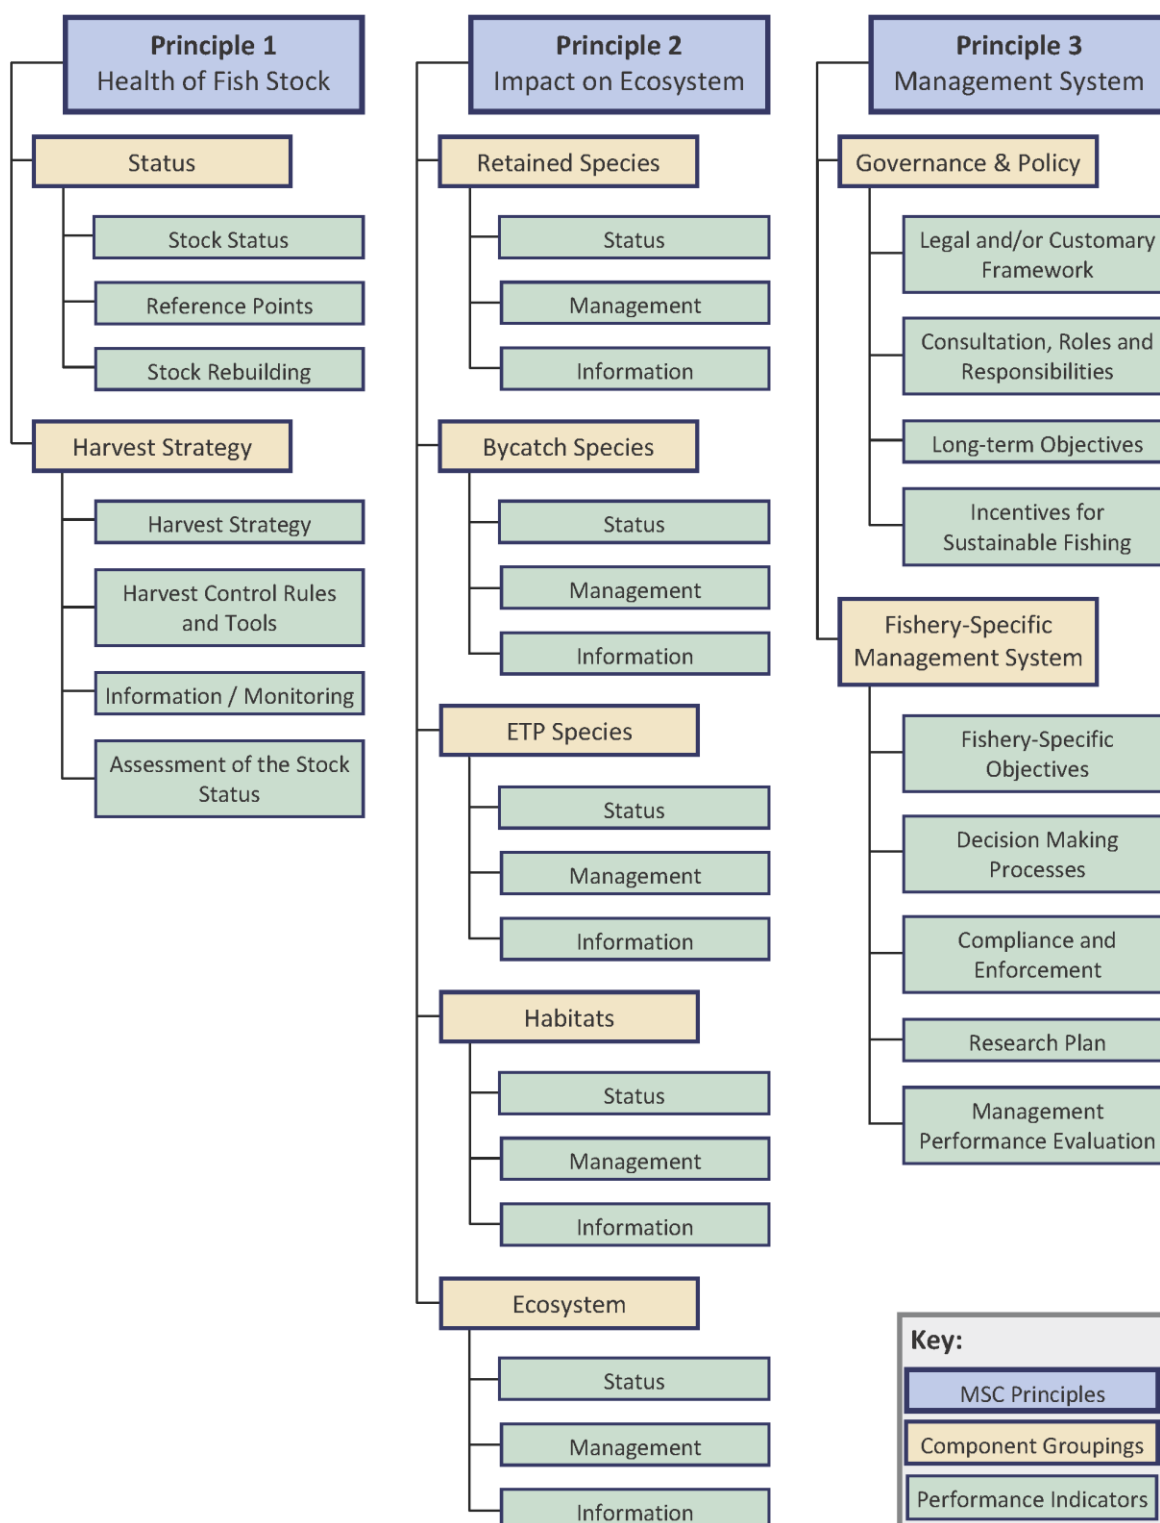 Principle 1
Health of Fish Stock
Status
Stock Status
Reference Points
Stock Rebuilding
Harvest Strategy
Harvest Strategy
Harvest Control Rules
and Tools
Information / Monitoring
Assessment of the Stock
Status
Principle 2
Impact on Ecosystem
Retained Species
Status
Management
Information
Bycatch Species
Status
Management
Information
ETP Species
Status
Management
Information
Habitats
Status
Management
Information
Ecosystem
Status
Management
Information
Principle 3
Management System
Governance & Policy
Legal and/or Customary
Framework
Consultation, Roles and
Responsibilities
Long-term Objectives
Incentives for
Sustainable Fishing
Fishery-Specific
Management System
Fishery-Specific
Objectives
Decision Making
Processes
Compliance and
Enforcement
Research Plan
Management
Performance Evaluation
Key:
MSC Principles
Component Groupings
Performance Indicators